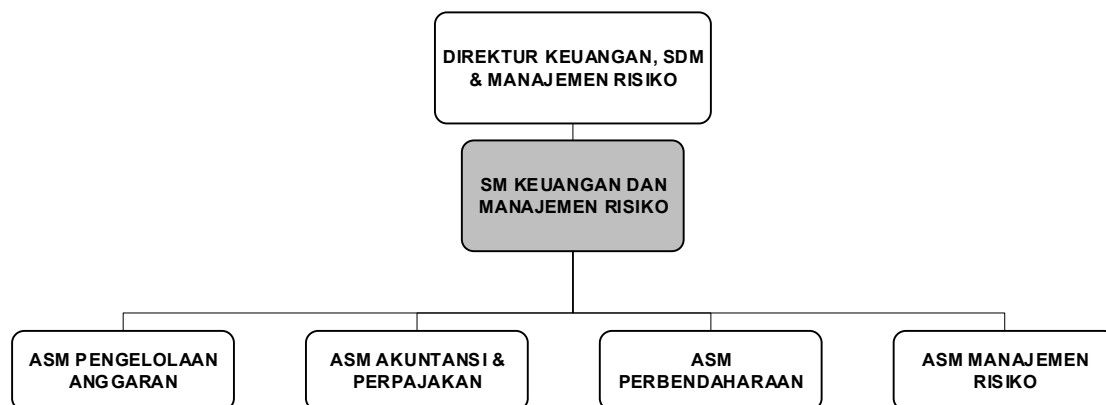 DIREKTUR KEUANGAN, SDM
& MANAJEMEN RISIKO
SM KEUANGAN DAN
MANAJEMEN RISIKO
ASM PENGELOLAAN
ANGGARAN
ASM AKUNTANSI &
PERPAJAKAN
ASM
PERBENDAHARAAN
ASM MANAJEMEN
RISIKO